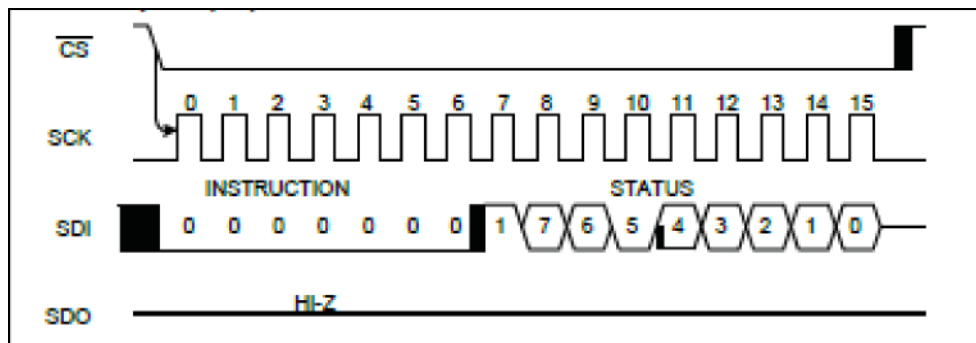 CS
0 1 2 3 4 5 6 7 8 9 10 11 12 13 14 15
SCK
INSTRUCTION STATUS
SDI 0 0 0 0 0 0 0 1 7 6 5 4 3 2 1 0
HI-Z
SDO